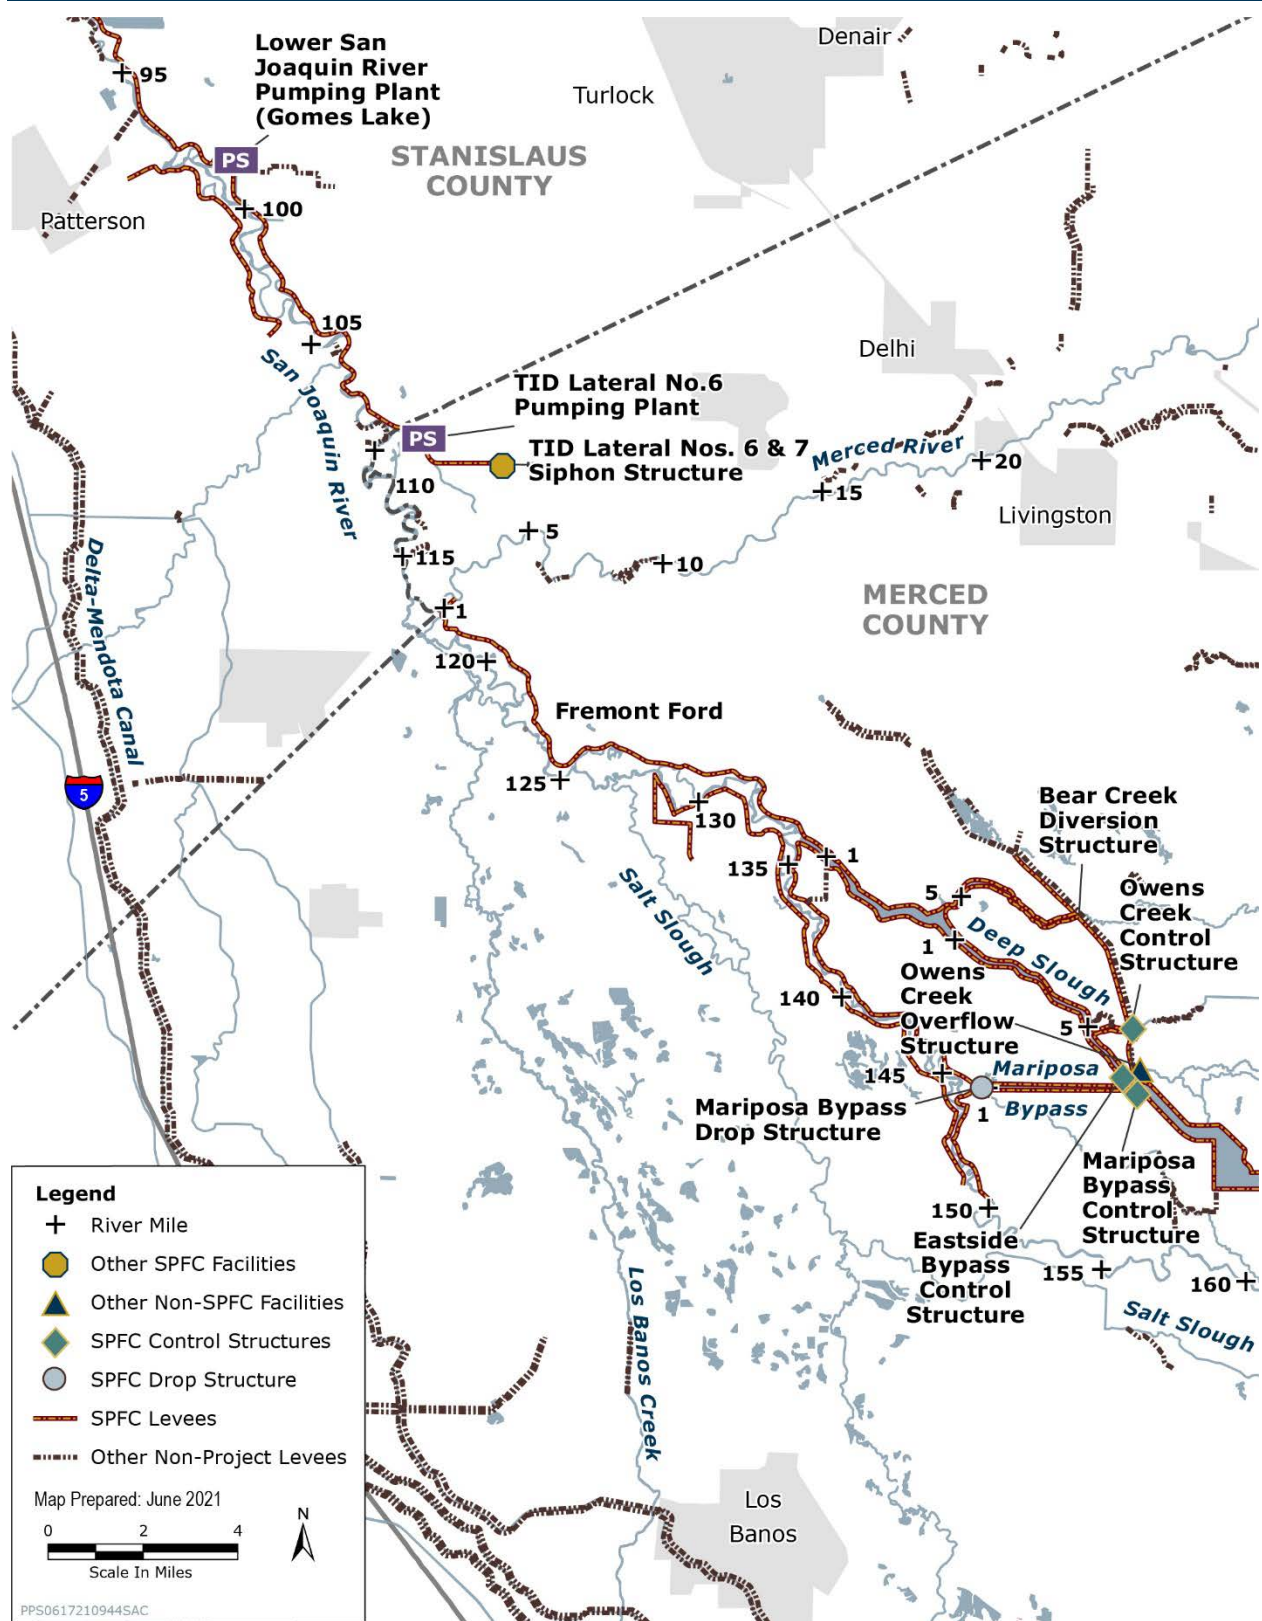 Denair
Lower San
Joaquin River
Pumping Plant
(Gomes Lake)
95
Turlock
STANISLAUS
COUNTY
PS
Patterson
100
105
San Joaquin River
Delhi
TID Lateral No.6
Pumping Plant
PS
TID Lateral Nos. 6 & 7
Siphon Structure
Merced River
20
15
110
Livingston
5
115
10
Delta-Mendota Canal
MERCED
COUNTY
1
120
Fremont Ford
125
5
130
Bear Creek
Diversion
Structure
135
1
Salt Slough
5
Owens
Creek
Control
Structure
1
Deep Slough
Owens
Creek
Overflow
Structure
140
5
145
Mariposa
Bypass
Mariposa Bypass
Drop Structure
1
Mariposa
Bypass
Control
Structure
150
Eastside
Bypass
Control
Structure
155
160
Salt Slough
Los Banos Creek
Los
Banos
Legend
River Mile
Other SPFC Facilities
Other Non-SPFC Facilities
SPFC Control Structures
SPFC Drop Structure
SPFC Levees
Other Non-Project Levees
Map Prepared: June 2021
N
0 2 4
Scale In Miles
PPS0617210944SAC